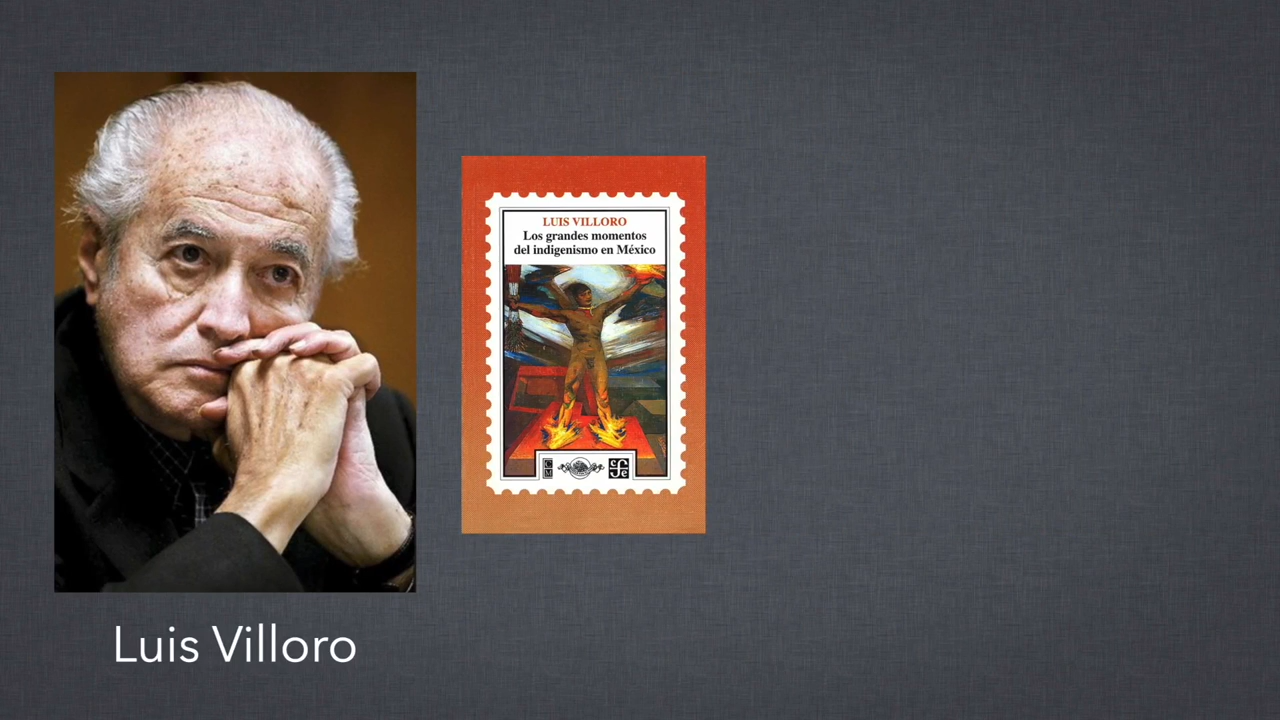 LUIS VILLORO
Los grandes momentos
del indigenismo en México
Luis Villoro